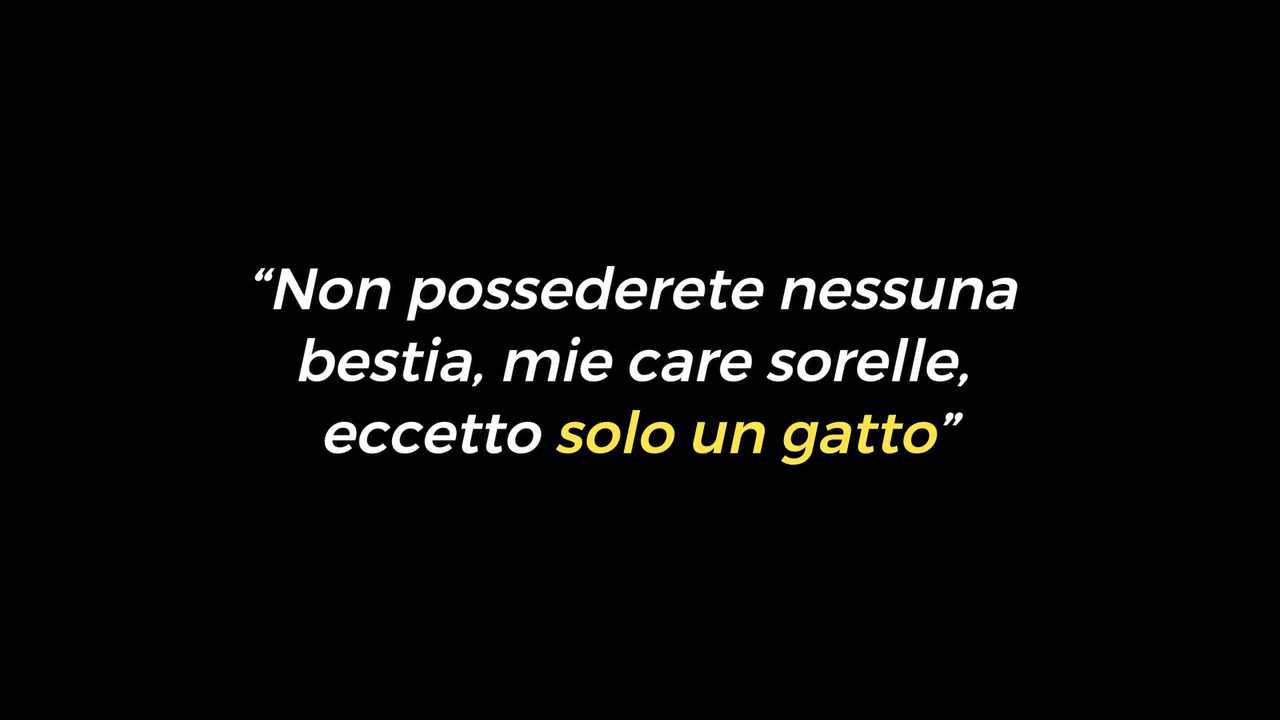 “Non possederete nessuna
bestia, mie care sorelle,
eccetto solo un gatto”